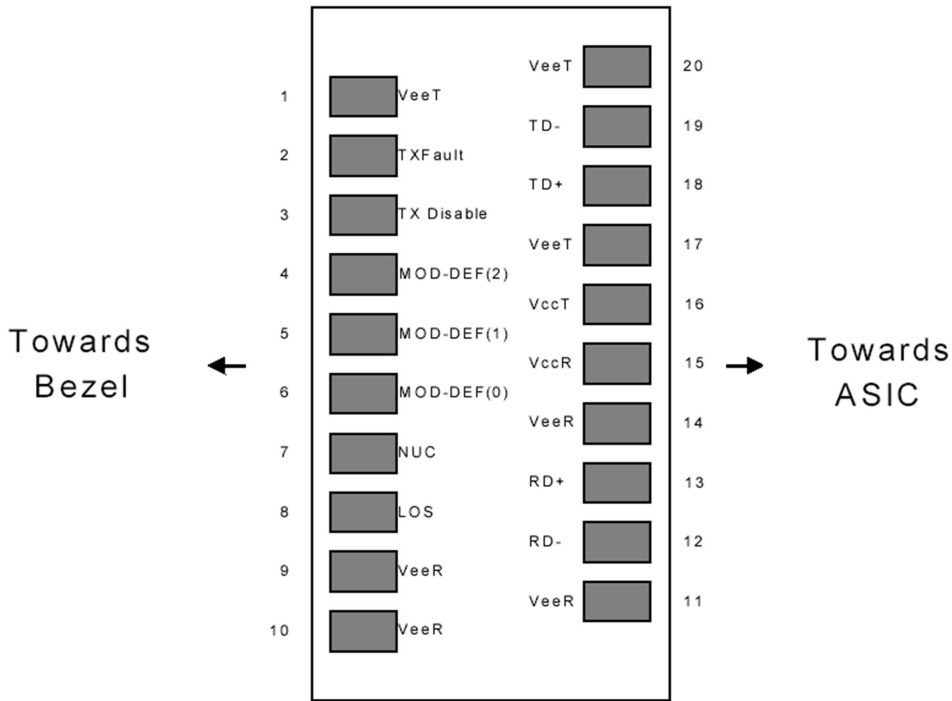 VeeT 20
1 VeeT
TD- 19
2 TXFault
TD+ 18
3 TX Disable
VeeT 17
4 MOD-DEF(2)
VccT 16
5 MOD-DEF(1)
Towards
Bezel
VccR 15
Towards
ASIC
6 MOD-DEF(0)
VeeR 14
7 NUC
RD+ 13
8 LOS
RD- 12
9 VeeR
VeeR 11
10 VeeR